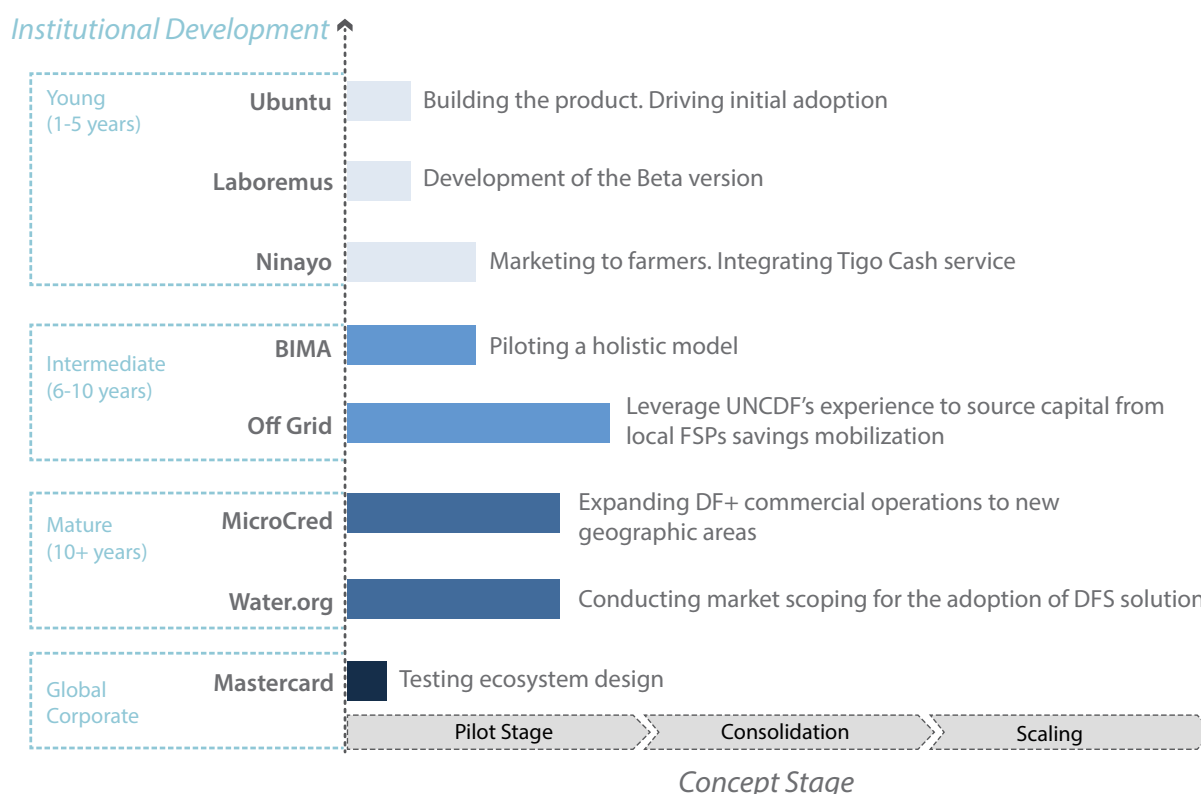 Institutional Development
Young
(1-5 years)
Ubuntu
Building the product. Driving initial adoption
Laboremus
Development of the Beta version
Ninayo
Marketing to farmers. Integrating Tigo Cash service
Intermediate
(6-10 years)
BIMA
Piloting a holistic model
Off Grid
Leverage UNCDF’s experience to source capital from
local FSPs savings mobilization
Mature
(10+ years)
MicroCred
Expanding DF+ commercial operations to new
geographic areas
Water.org
Conducting market scoping for the adoption of DFS solution
Global
Corporate
Mastercard
Testing ecosystem design
Pilot Stage
Consolidation
Scaling
Concept Stage